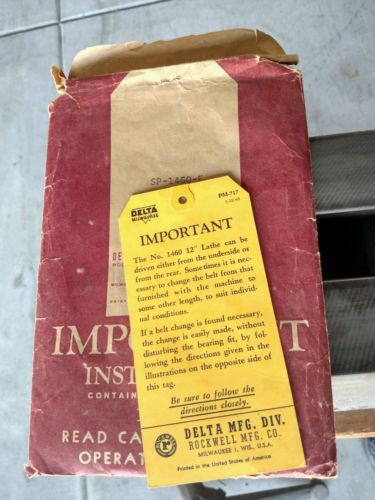 SP-1460-E
DELTA
MILWAUKEE
PM-717
IMPORTANT
The No. 1460 12" Lathe can be
driven either from the underside or
from the rear. Sometimes it is nec-
essary to change the belt from that
furnished with the machine to
some other length, to suit individ-
ual conditions.
If a belt change is found necessary,
the change is easily made, without
disturbing the bearing fit, by fol-
lowing the directions given in the
illustrations on the opposite side of
this tag.
Be sure to follow the
directions closely.
DELTA MFG. DIV.
ROCKWELL MFG. CO.
MILWAUKEE 1, WIS., U.S.A.
Printed in the United States of America
IMPO T
INST
CONTAIN
READ CA
OPERAT